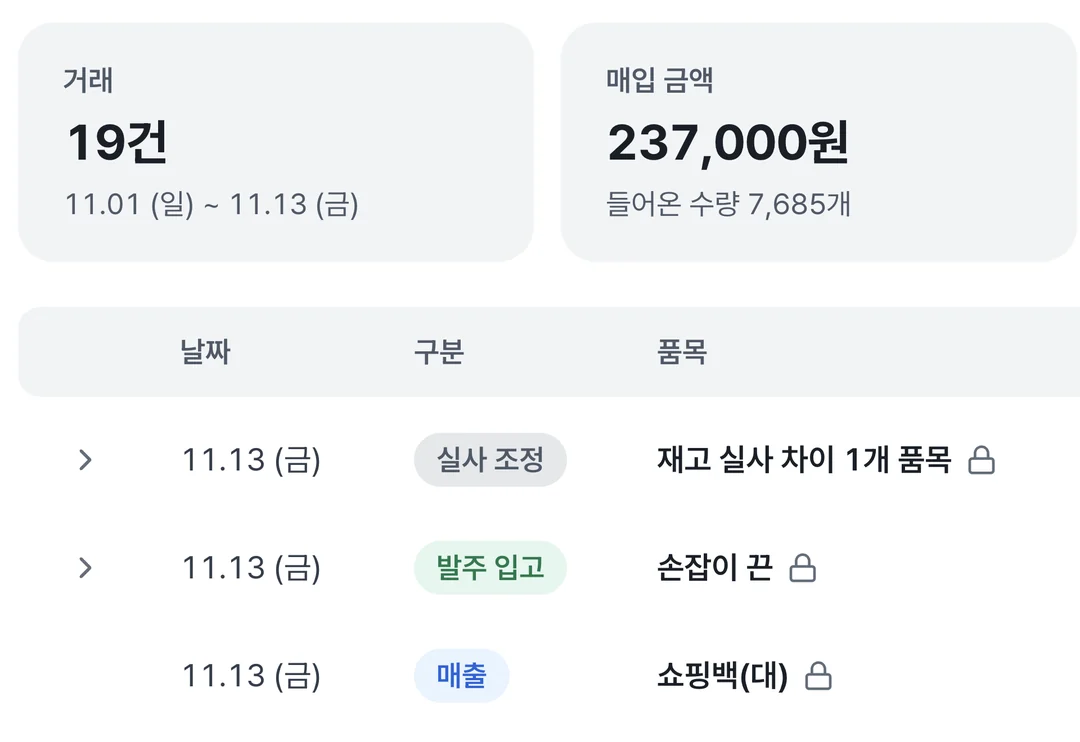 거래
19건
11.01 (일) ~ 11.13 (금)
매입 금액
237,000원
들어온 수량 7,685개
날짜 구분 품목
11.13 (금) 실사 조정 재고 실사 차이 1개 품목
11.13 (금) 발주 입고 손잡이 끈
11.13 (금) 매출 쇼핑백(대)